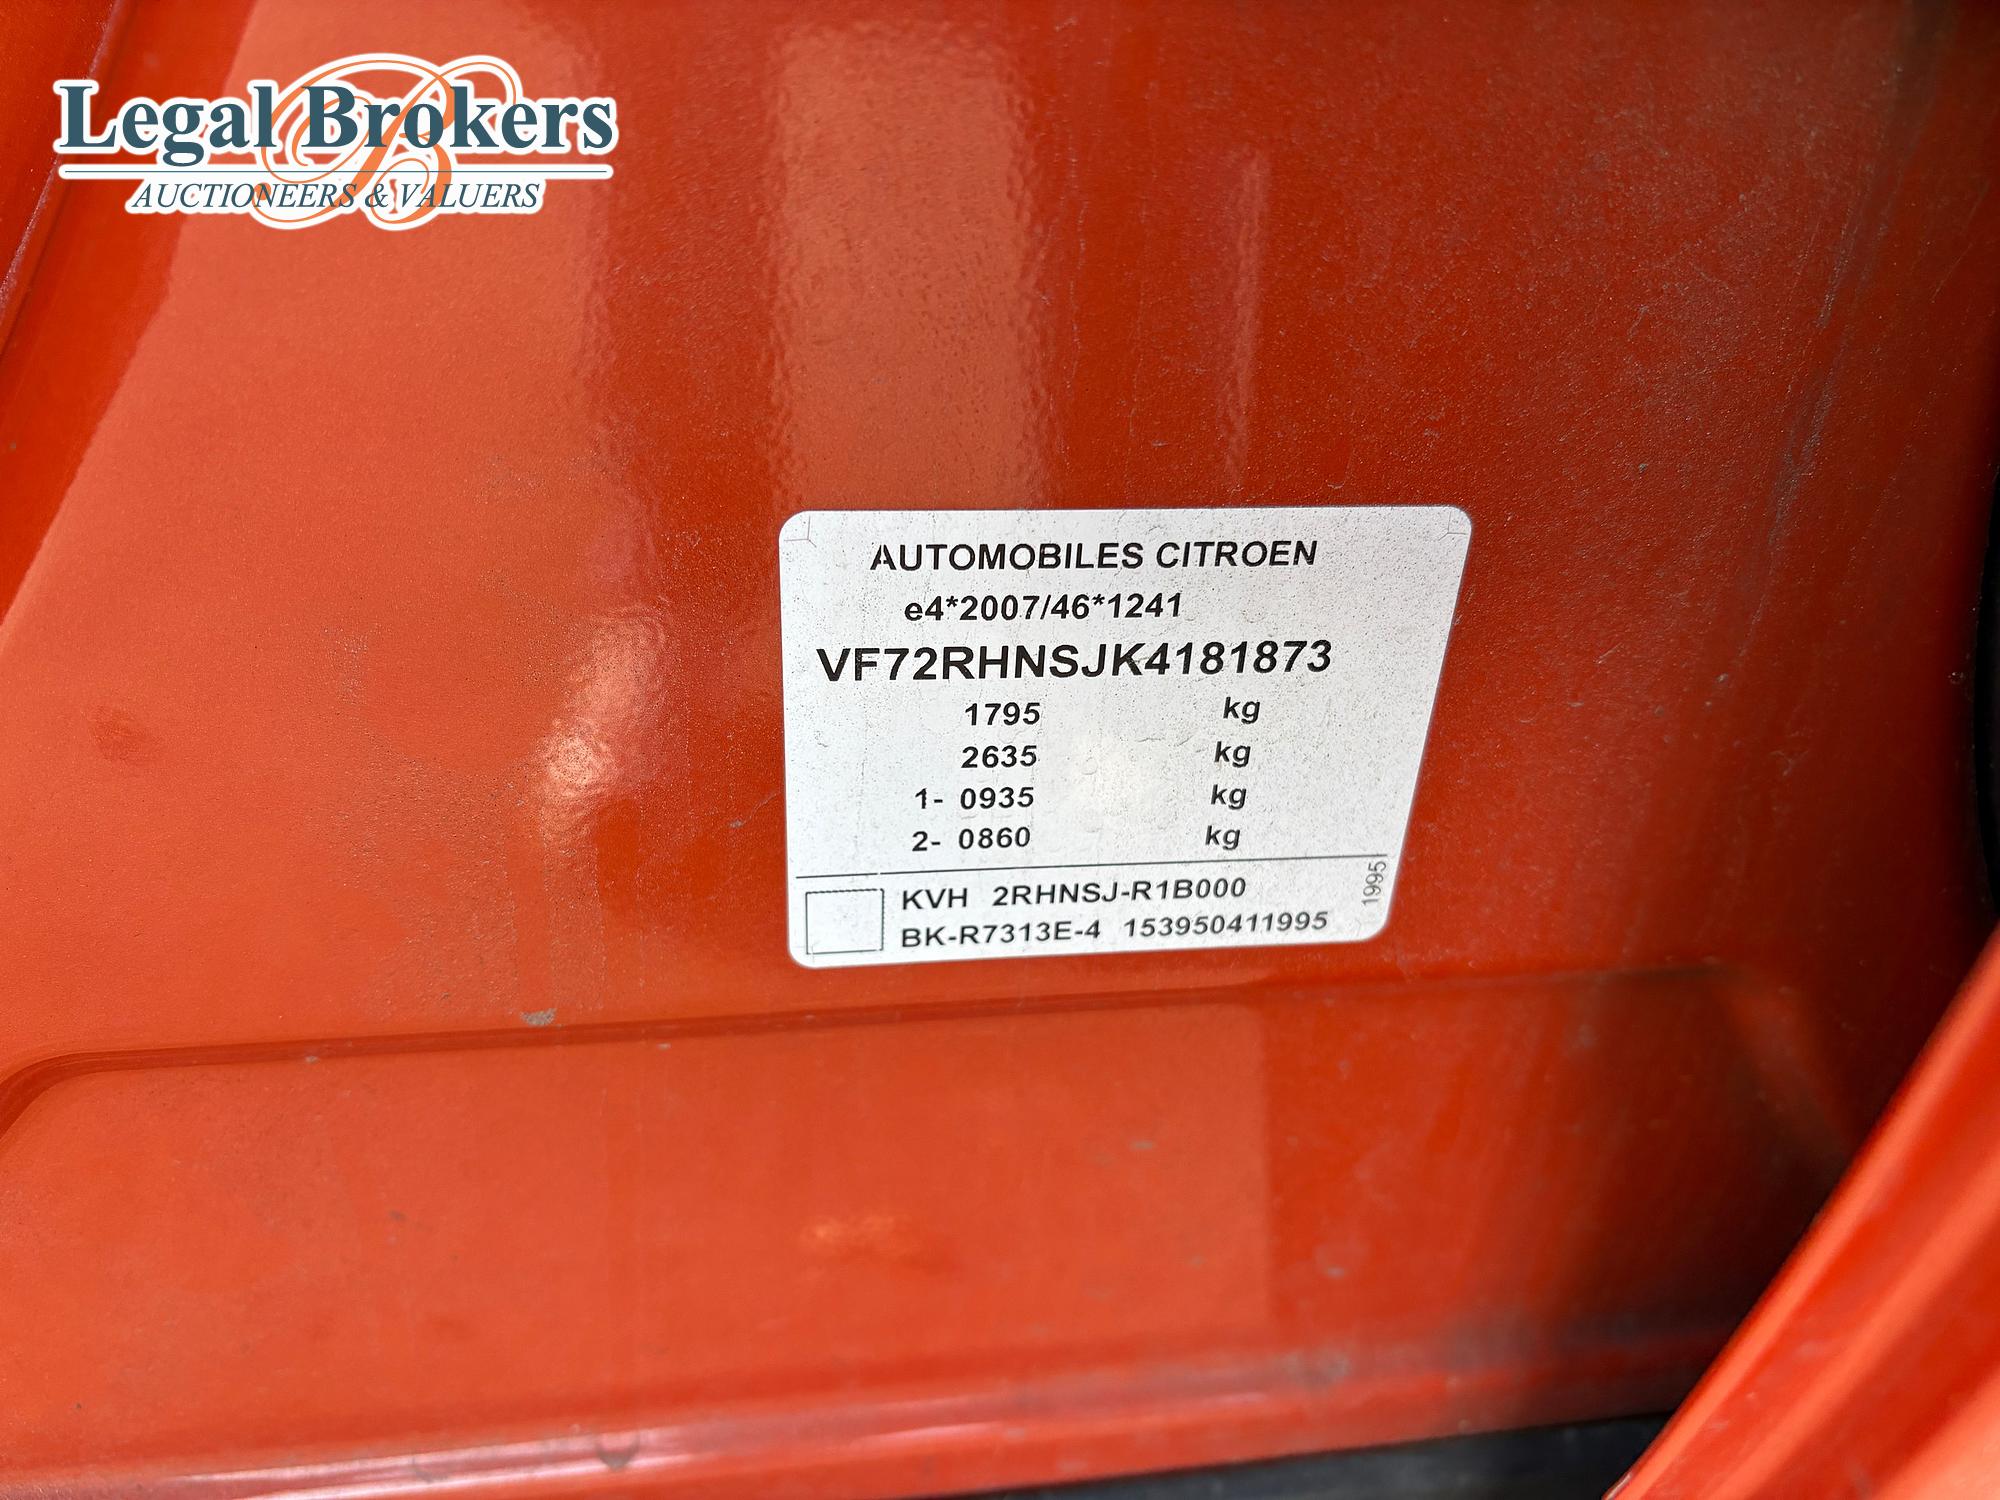 Legal Brokers
AUCTIONEERS & VALUERS
AUTOMOBILES CITROEN
e4*2007/46*1241
VF72RHNSJK4181873
1795 kg
2635 kg
1- 0935 kg
2- 0860 kg
KVH 2RHNSJ-R1B000
BK-R7313E-4 153950411995
1995